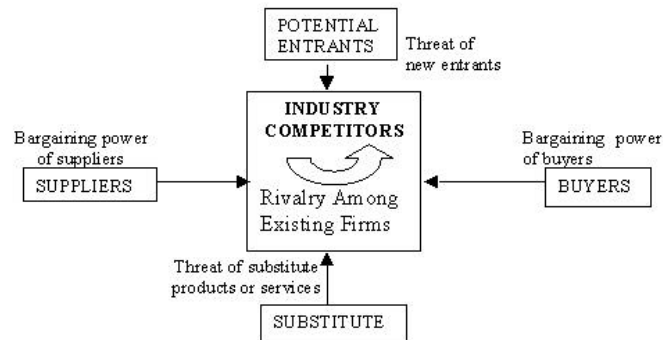 POTENTIAL
ENTRANTS
Threat of
new entrants
INDUSTRY
COMPETITORS
Rivalry Among
Existing Firms
Bargaining power
of suppliers
SUPPLIERS
Bargaining power
of buyers
BUYERS
Threat of substitute
products or services
SUBSTITUTE